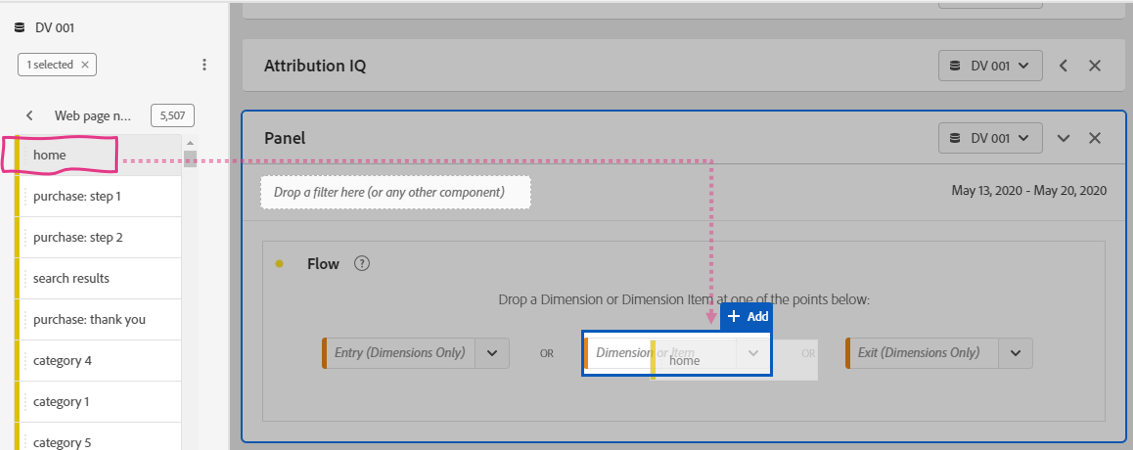 DV 001
1 selected ×
Web page n... 5,507
home
purchase: step 1
purchase: step 2
search results
purchase: thank you
category 4
category 1
category 5
Attribution IQ DV 001
Panel DV 001
Drop a filter here (or any other component) May 13, 2020 - May 20, 2020
Flow ?
Drop a Dimension or Dimension Item at one of the points below:
+ Add
Entry (Dimensions Only) OR Dimension or Item OR Exit (Dimensions Only)
home